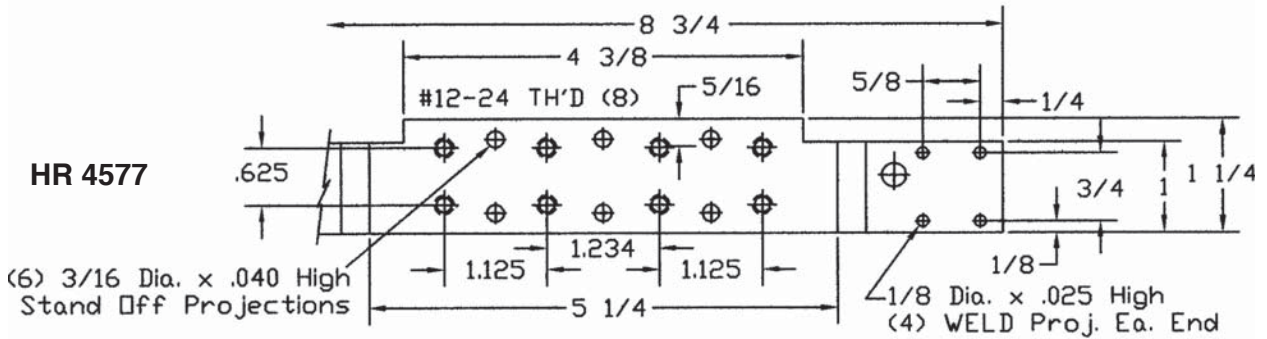 8 3/4
4 3/8
#12-24 TH'D (8)
5/16
5/8
1/4
HR 4577
.625
3/4
1
1 1/4
1.234
1.125
1.125
1/8
(6) 3/16 Dia. x .040 High
Stand Off Projections
5 1/4
1/8 Dia. x .025 High
(4) WELD Proj. Ea. End